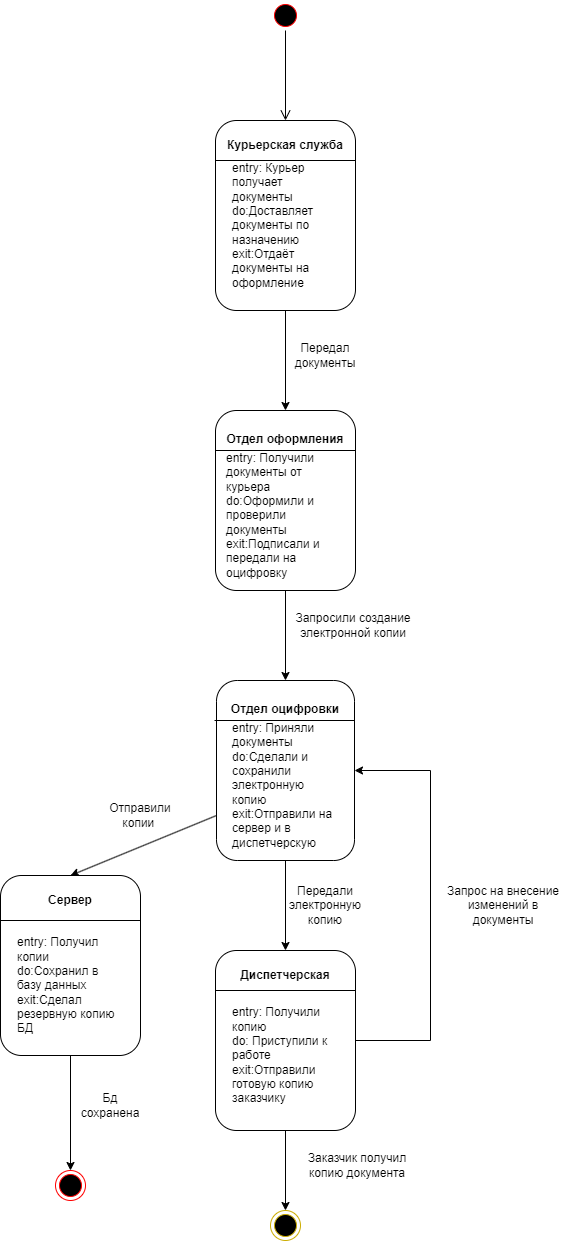 Курьерская служба
entry: Курьер
получает
документы
do:Доставляет
документы по
назначению
exit:Отдаёт
документы на
оформление
Передал
документы
Отдел оформления
entry: Получили
документы от
курьера
do:Оформили и
проверили
документы
exit:Подписали и
передали на
оцифровку
Запросили создание
электронной копии
Отдел оцифровки
entry: Приняли
документы
do:Сделали и
сохранили
электронную
копию
exit:Отправили на
сервер и в
диспетчерскую
Отправили
копии
Передали
электронную
копию
Запрос на внесение
изменений в
документы
Сервер
entry: Получил
копии
do:Сохранил в
базу данных
exit:Сделал
резервную копию
БД
Диспетчерская
entry: Получили
копию
do: Приступили к
работе
exit:Отправили
готовую копию
заказчику
Бд
сохранена
Заказчик получил
копию документа